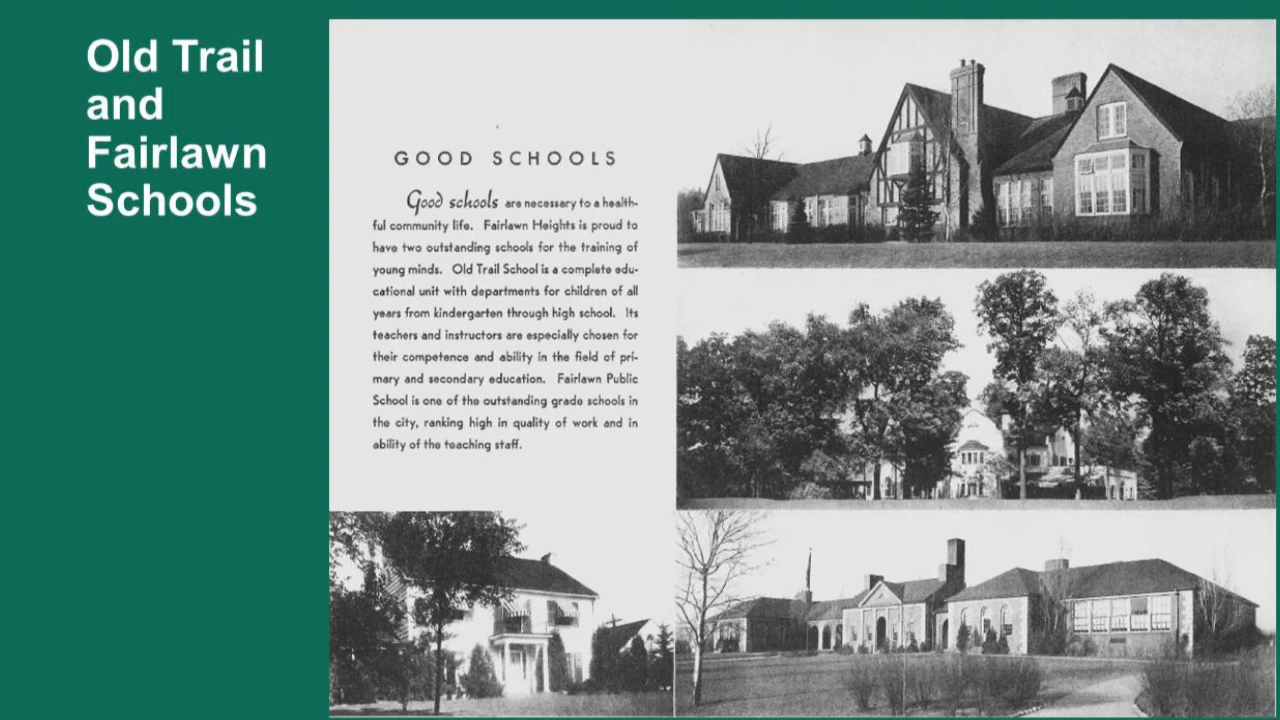 Old Trail
and
Fairlawn
Schools
GOOD SCHOOLS
Good schools are necessary to a health-
ful community life. Fairlawn Heights is proud to
have two outstanding schools for the training of
young minds. Old Trail School is a complete edu-
cational unit with departments for children of all
years from kindergarten through high school. Its
teachers and instructors are especially chosen for
their competence and ability in the field of pri-
mary and secondary education. Fairlawn Public
School is one of the outstanding grade schools in
the city, ranking high in quality of work and in
ability of the teaching staff.